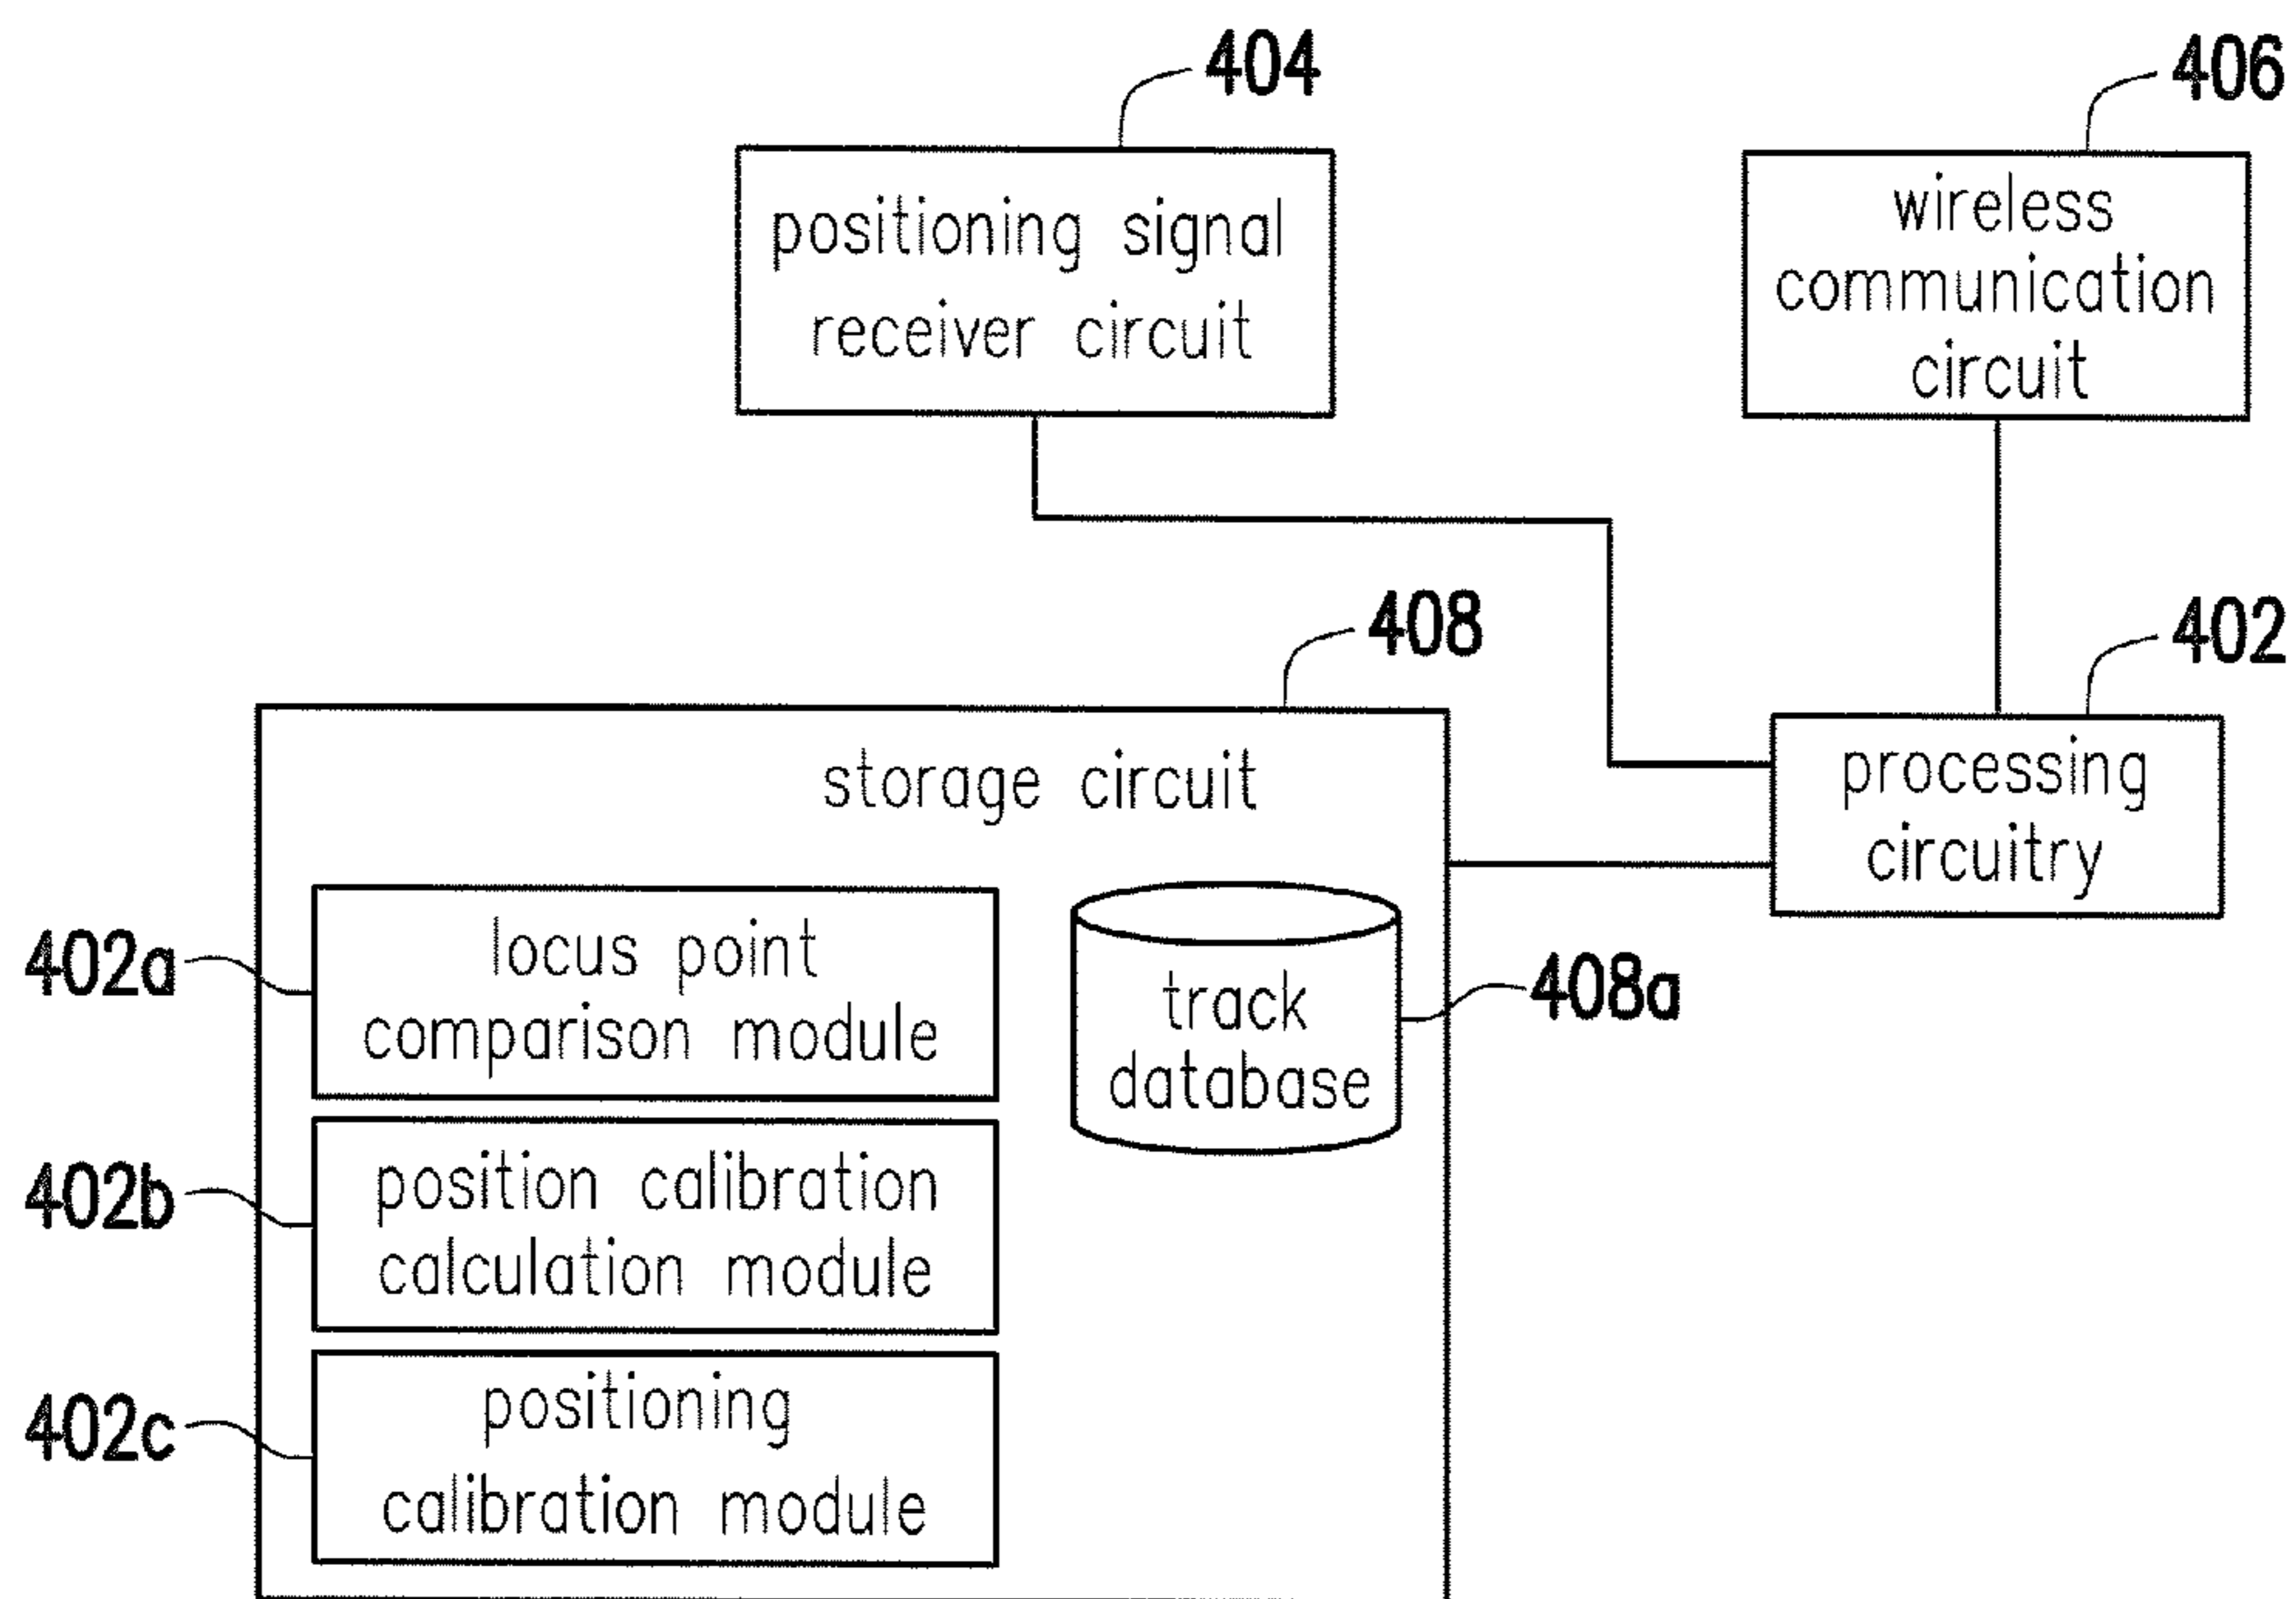 404
406
positioning signal
receiver circuit
wireless
communication
circuit
408
402
storage circuit
processing
circuitry
402a
locus point
comparison module
track
database
408a
402b
position calibration
calculation module
402c
positioning
calibration module